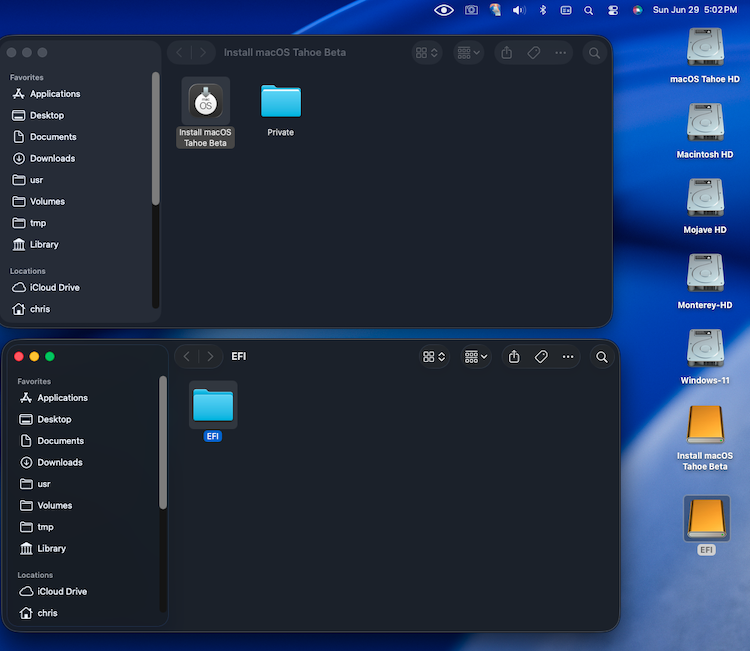 Sun Jun 29 5:02 PM
Install macOS Tahoe Beta
Favorites
Applications
Desktop
Documents
Downloads
usr
Volumes
tmp
Library
Locations
iCloud Drive
chris
mac
OS
Install macOS
Tahoe Beta
Private
EFI
Favorites
Applications
Desktop
Documents
Downloads
usr
Volumes
tmp
Library
Locations
iCloud Drive
chris
EFI
macOS Tahoe HD
Macintosh HD
Mojave HD
Monterey-HD
Windows-11
Install macOS
Tahoe Beta
EFI